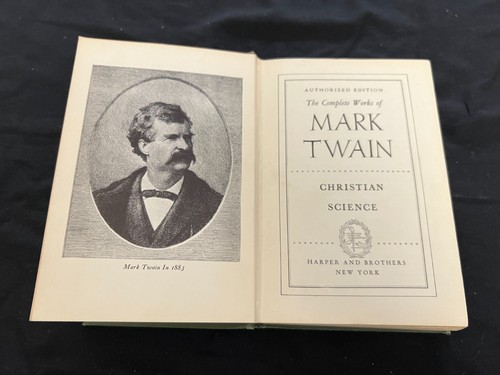 Mark Twain In 1883
AUTHORIZED EDITION
The Complete Works of
MARK
TWAIN
CHRISTIAN
SCIENCE
HARPER AND BROTHERS
NEW YORK